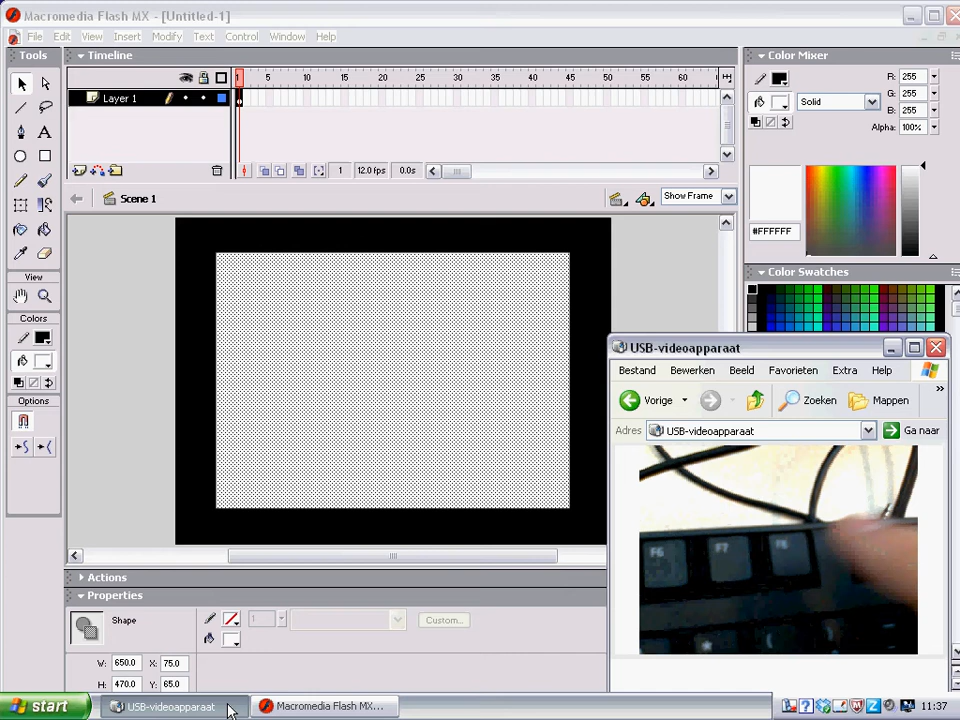 Macromedia Flash MX - [Untitled-1]
File Edit View Insert Modify Text Control Window Help
Tools
Timeline
Color Mixer
1 5 10 15 20 25 30 35 40 45 50 55 60
Layer 1
R: 255
Solid
G: 255
B: 255
Alpha: 100%
1 12.0 fps 0.0s
Scene 1
Show Frame
#FFFFFF
View
Color Swatches
Colors
Options
USB-videoapparaat
Bestand Bewerken Beeld Favorieten Extra Help
Vorige Zoeken Mappen
Adres USB-videoapparaat Ga naar
F6 F7 F8
Actions
Properties
Shape
1 Custom...
W: 650.0 X: 75.0
H: 470.0 Y: 65.0
start USB-videoapparaat Macromedia Flash MX... 11:37